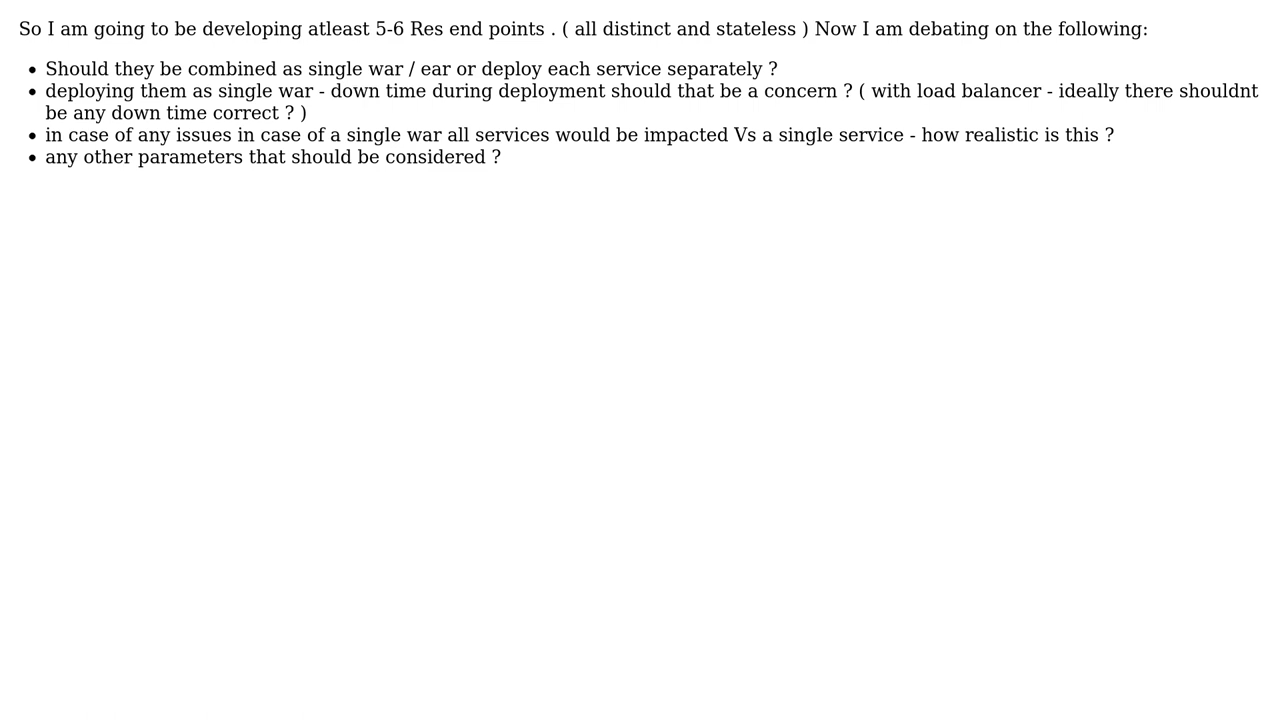 So I am going to be developing atleast 5-6 Res end points . ( all distinct and stateless ) Now I am debating on the following:
• Should they be combined as single war / ear or deploy each service separately ?
• deploying them as single war - down time during deployment should that be a concern ? ( with load balancer - ideally there shouldnt
be any down time correct ? )
• in case of any issues in case of a single war all services would be impacted Vs a single service - how realistic is this ?
• any other parameters that should be considered ?